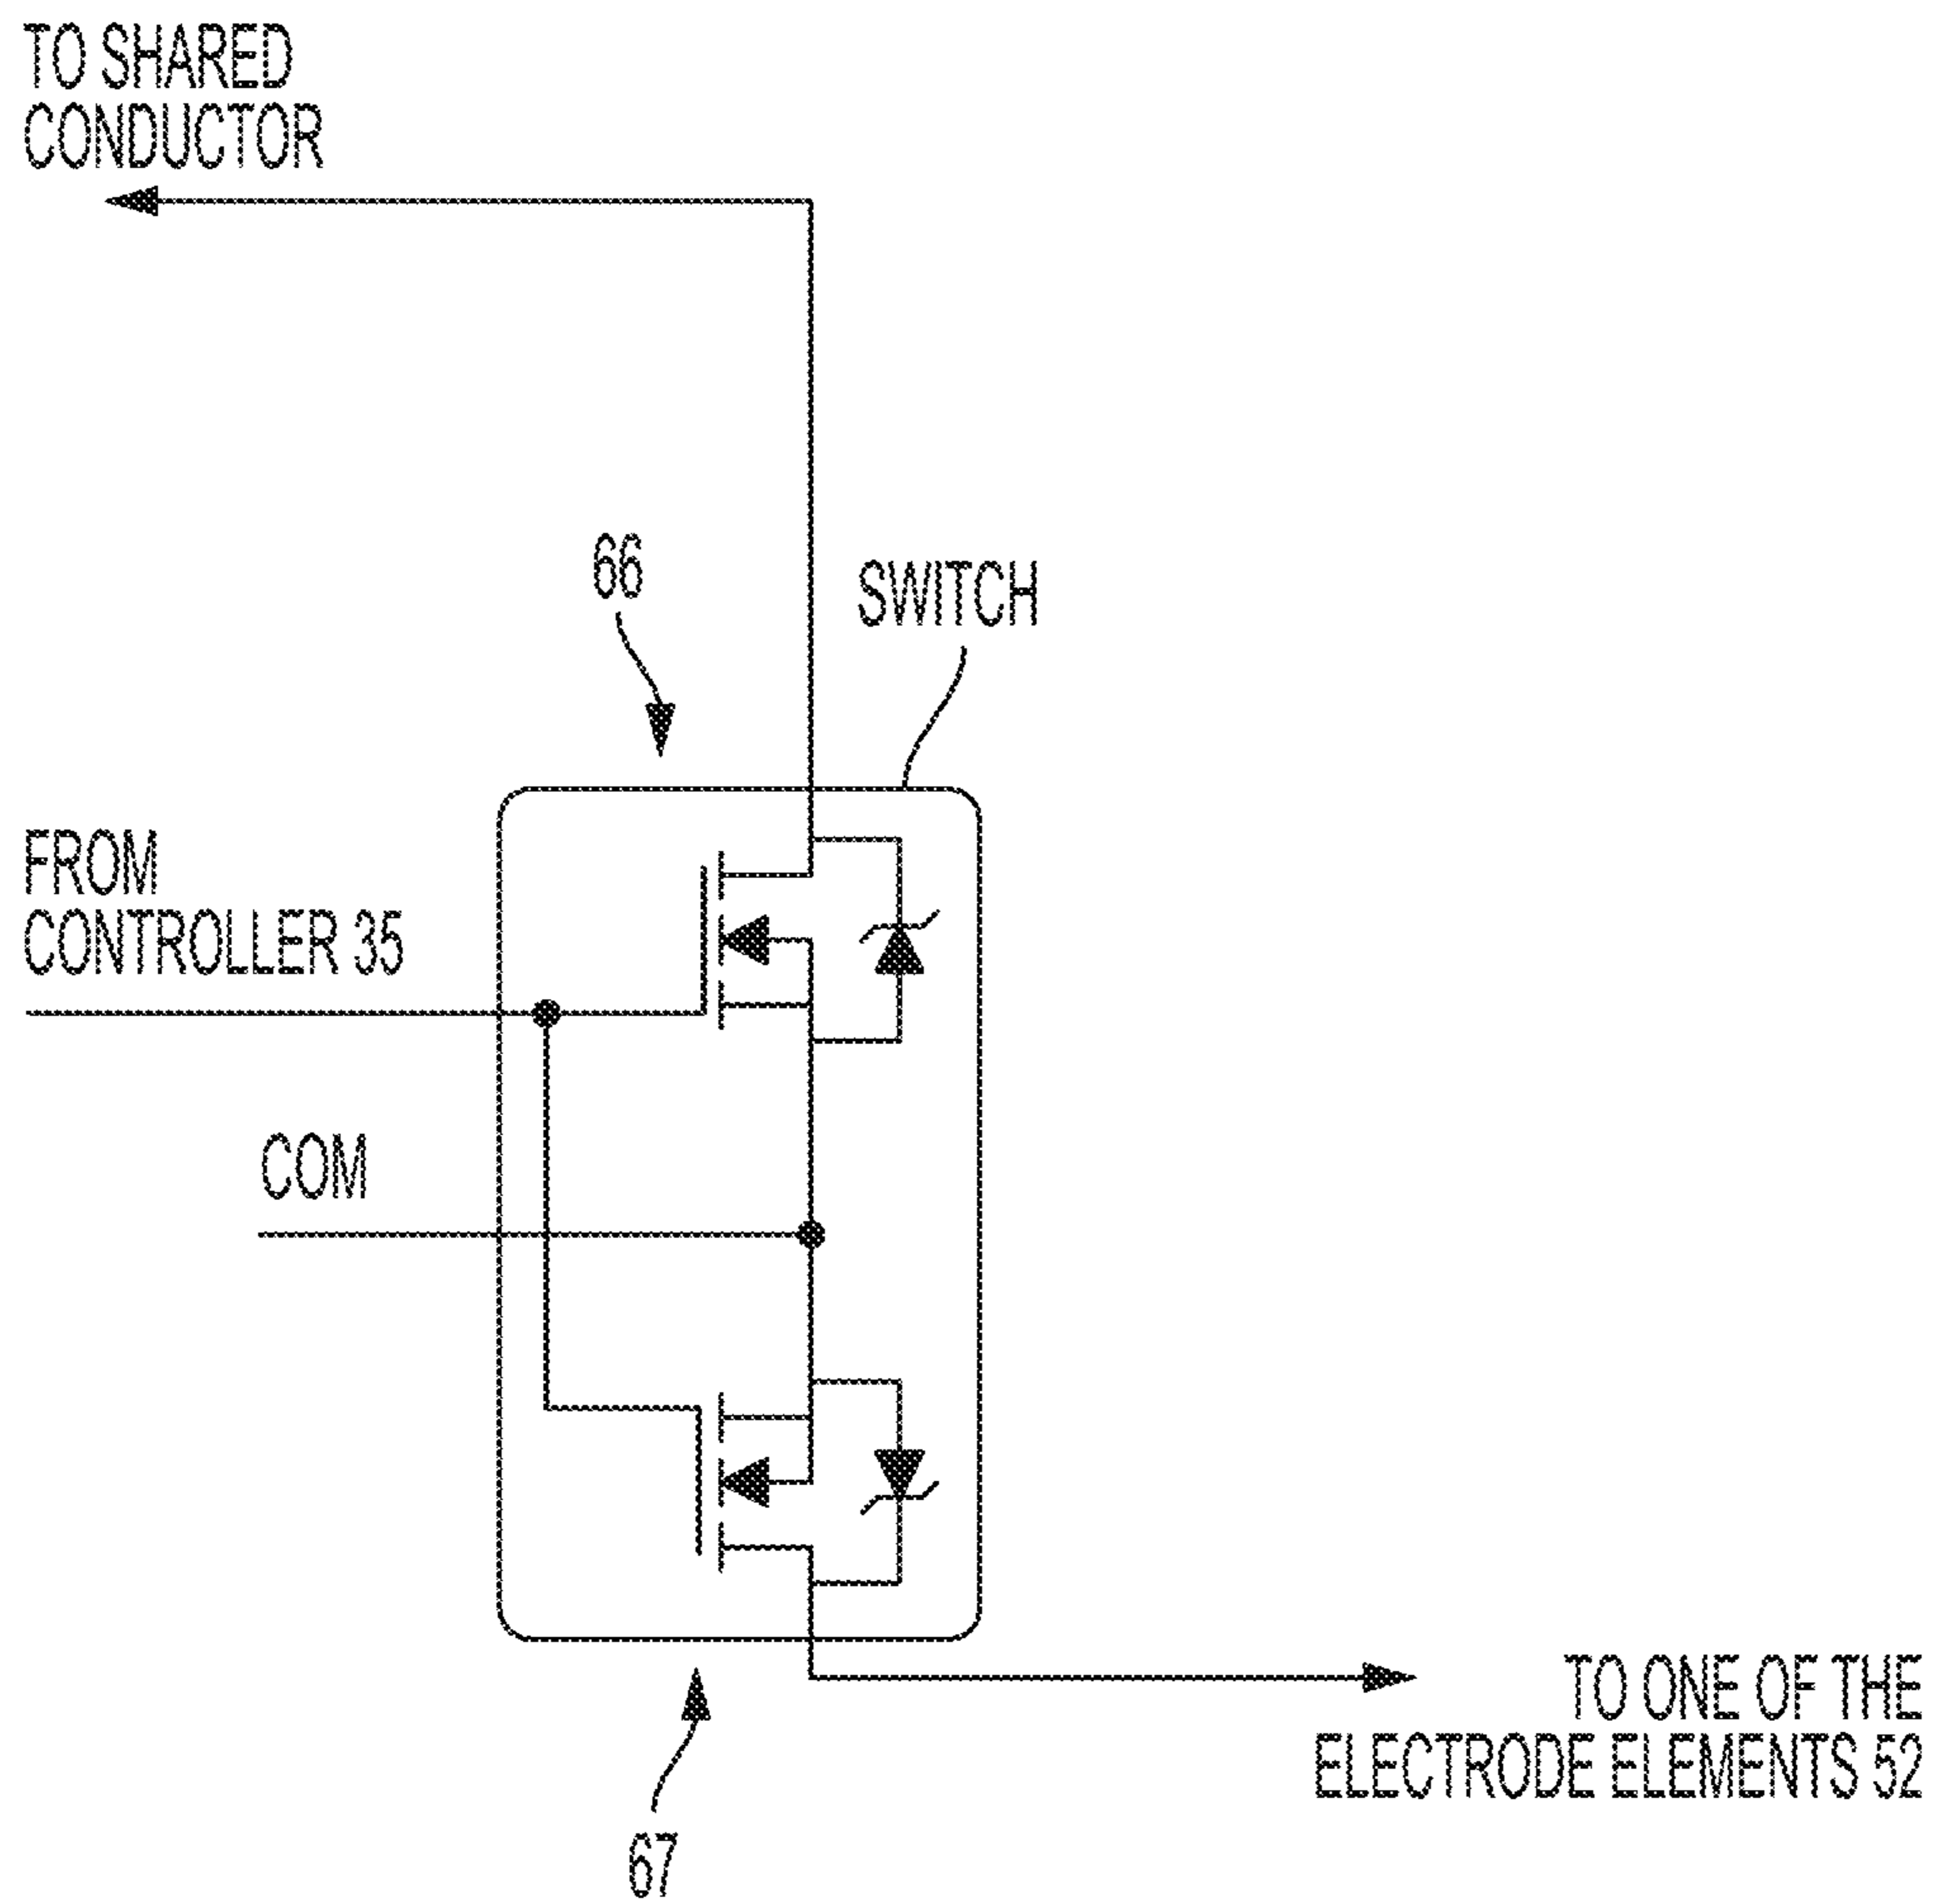 TO SHARED
CONDUCTOR
66
SWITCH
FROM
CONTROLLER 35
COM
TO ONE OF THE
ELECTRODE ELEMENTS 52
67